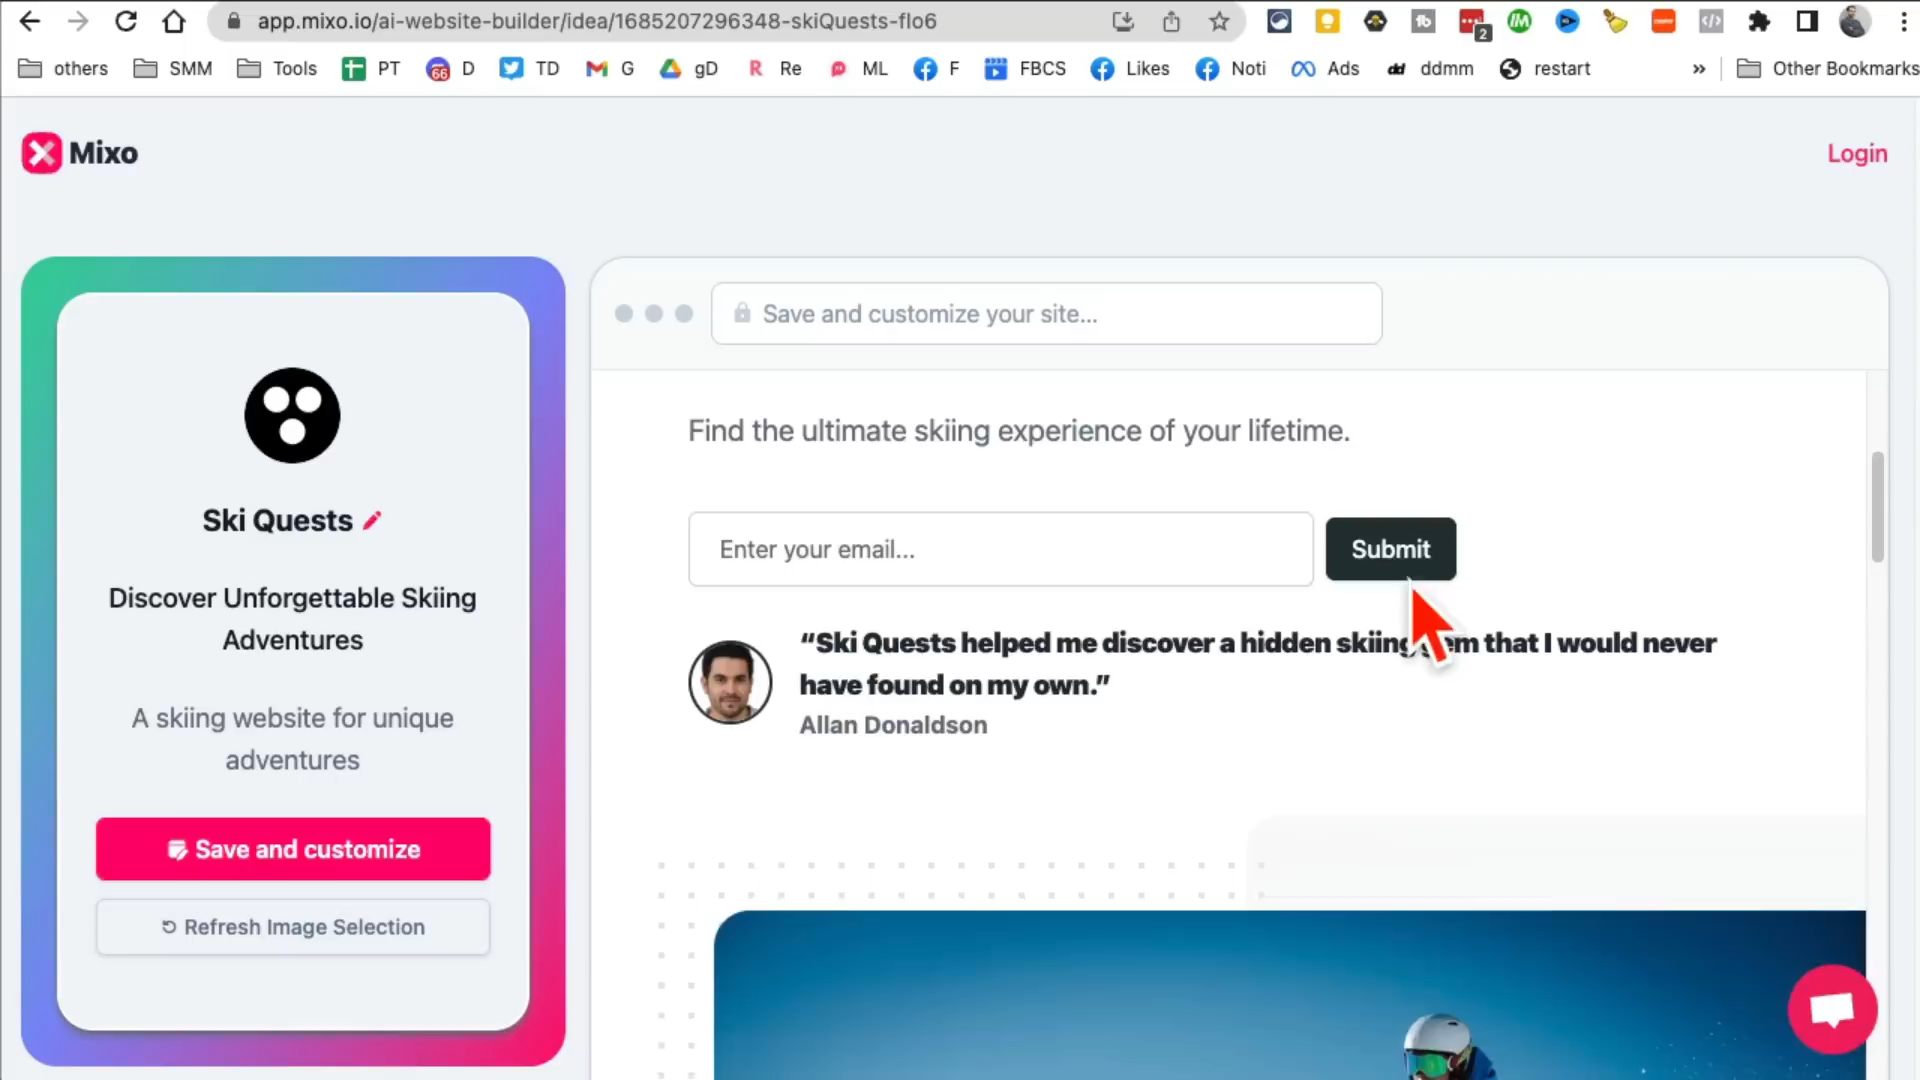 app.mixo.io/ai-website-builder/idea/1685207296348-skiQuests-flo6
2
others SMM Tools PT 66 D TD G gD R Re ML F FBCS Likes Noti Ads dd ddmm restart » Other Bookmarks
Mixo
Login
Save and customize your site...
Ski Quests
Discover Unforgettable Skiing
Adventures
A skiing website for unique
adventures
Save and customize
Refresh Image Selection
Find the ultimate skiing experience of your lifetime.
Enter your email...
Submit
“Ski Quests helped me discover a hidden skiing gem that I would never
have found on my own.”
Allan Donaldson